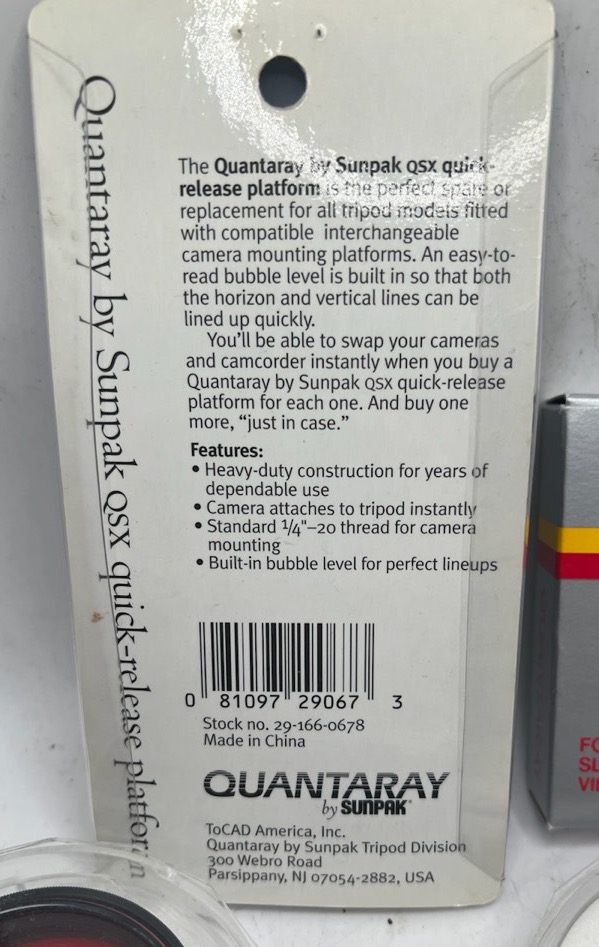 Quantaray by Sunpak QSX quick-release platform
The Quantaray by Sunpak QSX quick-
release platform is the perfect spare or
replacement for all tripod models fitted
with compatible interchangeable
camera mounting platforms. An easy-to-
read bubble level is built in so that both
the horizon and vertical lines can be
lined up quickly.
You'll be able to swap your cameras
and camcorder instantly when you buy a
Quantaray by Sunpak QSX quick-release
platform for each one. And buy one
more, “just in case.”
Features:
• Heavy-duty construction for years of
dependable use
• Camera attaches to tripod instantly
• Standard 1/4"–20 thread for camera
mounting
• Built-in bubble level for perfect lineups
0 81097 29067 3
Stock no. 29-166-0678
Made in China
QUANTARAY
by SUNPAK
ToCAD America, Inc.
Quantaray by Sunpak Tripod Division
300 Webro Road
Parsippany, NJ 07054-2882, USA